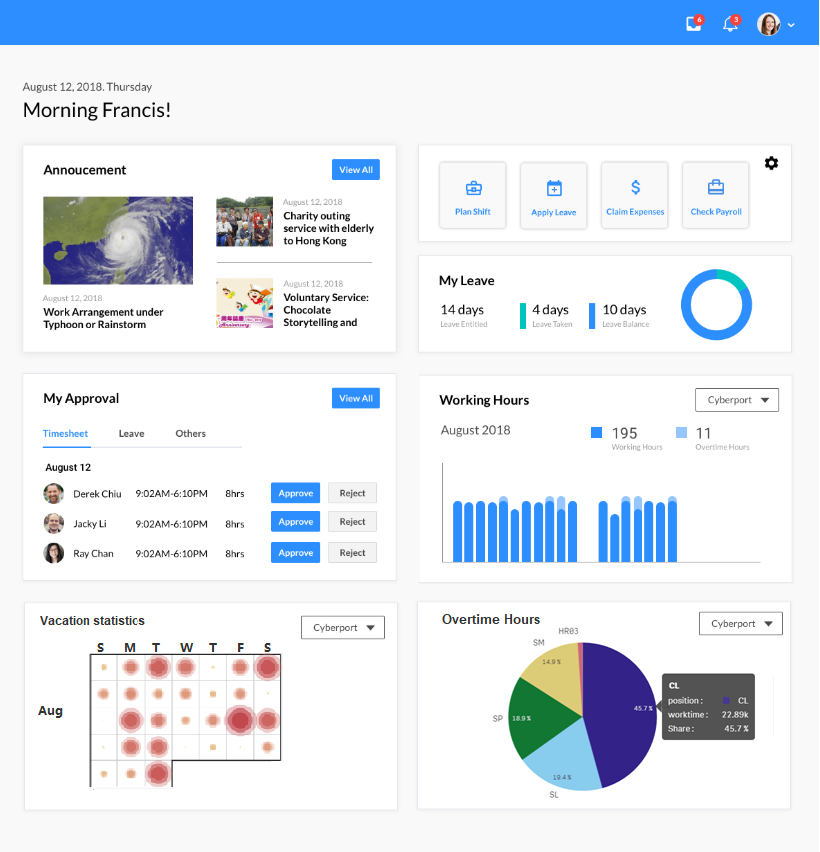 6
3
August 12, 2018. Thursday
Morning Francis!
Annoucement
View All
August 12, 2018
Work Arrangement under
Typhoon or Rainstorm
August 12, 2018
Charity outing
service with elderly
to Hong Kong
August 12, 2018
Voluntary Service:
Chocolate
Storytelling and
Plan Shift
Apply Leave
Claim Expenses
Check Payroll
My Leave
14 days
Leave Entitled
4 days
Leave Taken
10 days
Leave Balance
My Approval
View All
Timesheet Leave Others
August 12
Derek Chiu 9:02AM-6:10PM 8hrs Approve Reject
Jacky Li 9:02AM-6:10PM 8hrs Approve Reject
Ray Chan 9:02AM-6:10PM 8hrs Approve Reject
Working Hours
Cyberport
August 2018
195
Working Hours
11
Overtime Hours
Vacation statistics
Cyberport
S M T W T F S
Aug
Overtime Hours
Cyberport
HR03
SM
14.9%
SP
18.9%
45.7%
19.4%
SL
CL
position : CL
worktime : 22.89k
Share : 45.7 %